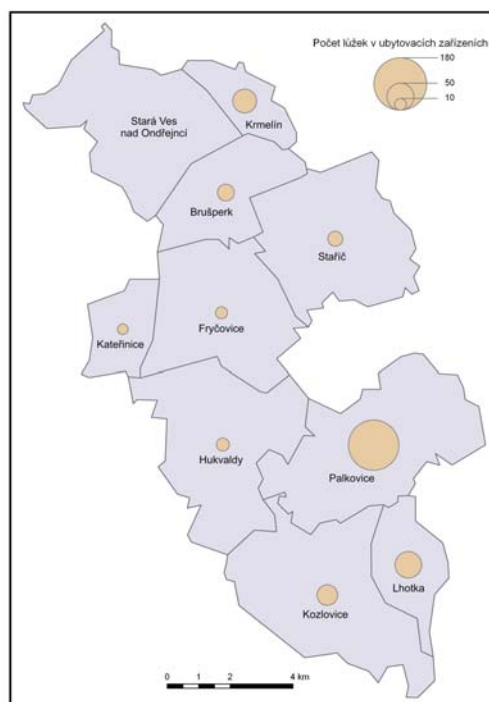 Počet lůžek v ubytovacích zařízeních
180
50
10
Stará Ves
nad Ondřejncí
Krmelín
Brušperk
Staříč
Fryčovice
Kateřinice
Hukvaldy
Palkovice
Lhotka
Kozlovice
0 1 2 4 km